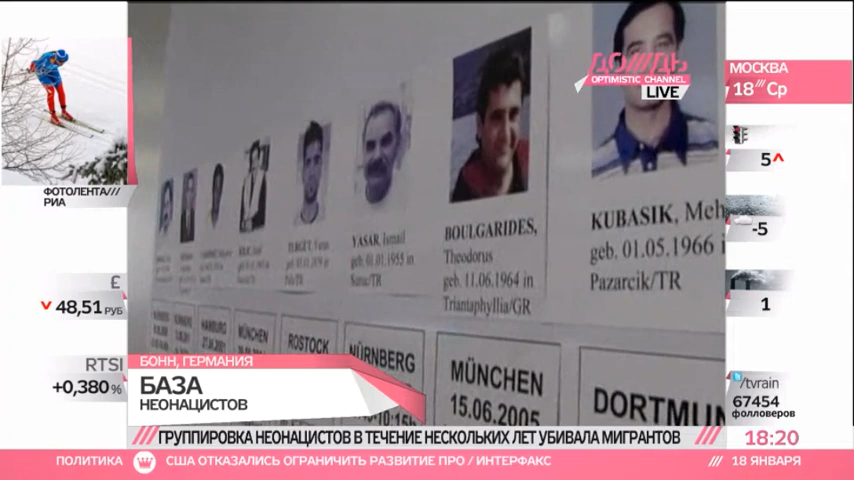 ДОЖДЬ
OPTIMISTIC CHANNEL
LIVE
МОСКВА
18 /// Ср
5
-5
1
/tvrain
67454
фолловеров
ФОТОЛЕНТА///
РИА
£
48,51 РУБ
RTSI
+0,380 %
YASAR, Ismail
geb. 01.01.1955 in
BOULGARIDES,
Theodorus
geb. 11.06.1964 in
Triantaphyllia/GR
KUBASIK, Meh
geb. 01.05.1966 i
Pazarcik/TR
HAMBURG
MÜNCHEN
ROSTOCK
NÜRNBERG
MÜNCHEN
15.06.2005
DORTMUN
БОНН, ГЕРМАНИЯ
БАЗА
НЕОНАЦИСТОВ
/// ГРУППИРОВКА НЕОНАЦИСТОВ В ТЕЧЕНИЕ НЕСКОЛЬКИХ ЛЕТ УБИВАЛА МИГРАНТОВ ///
18:20
ПОЛИТИКА США ОТКАЗАЛИСЬ ОГРАНИЧИТЬ РАЗВИТИЕ ПРО / ИНТЕРФАКС /// 18 ЯНВАРЯ